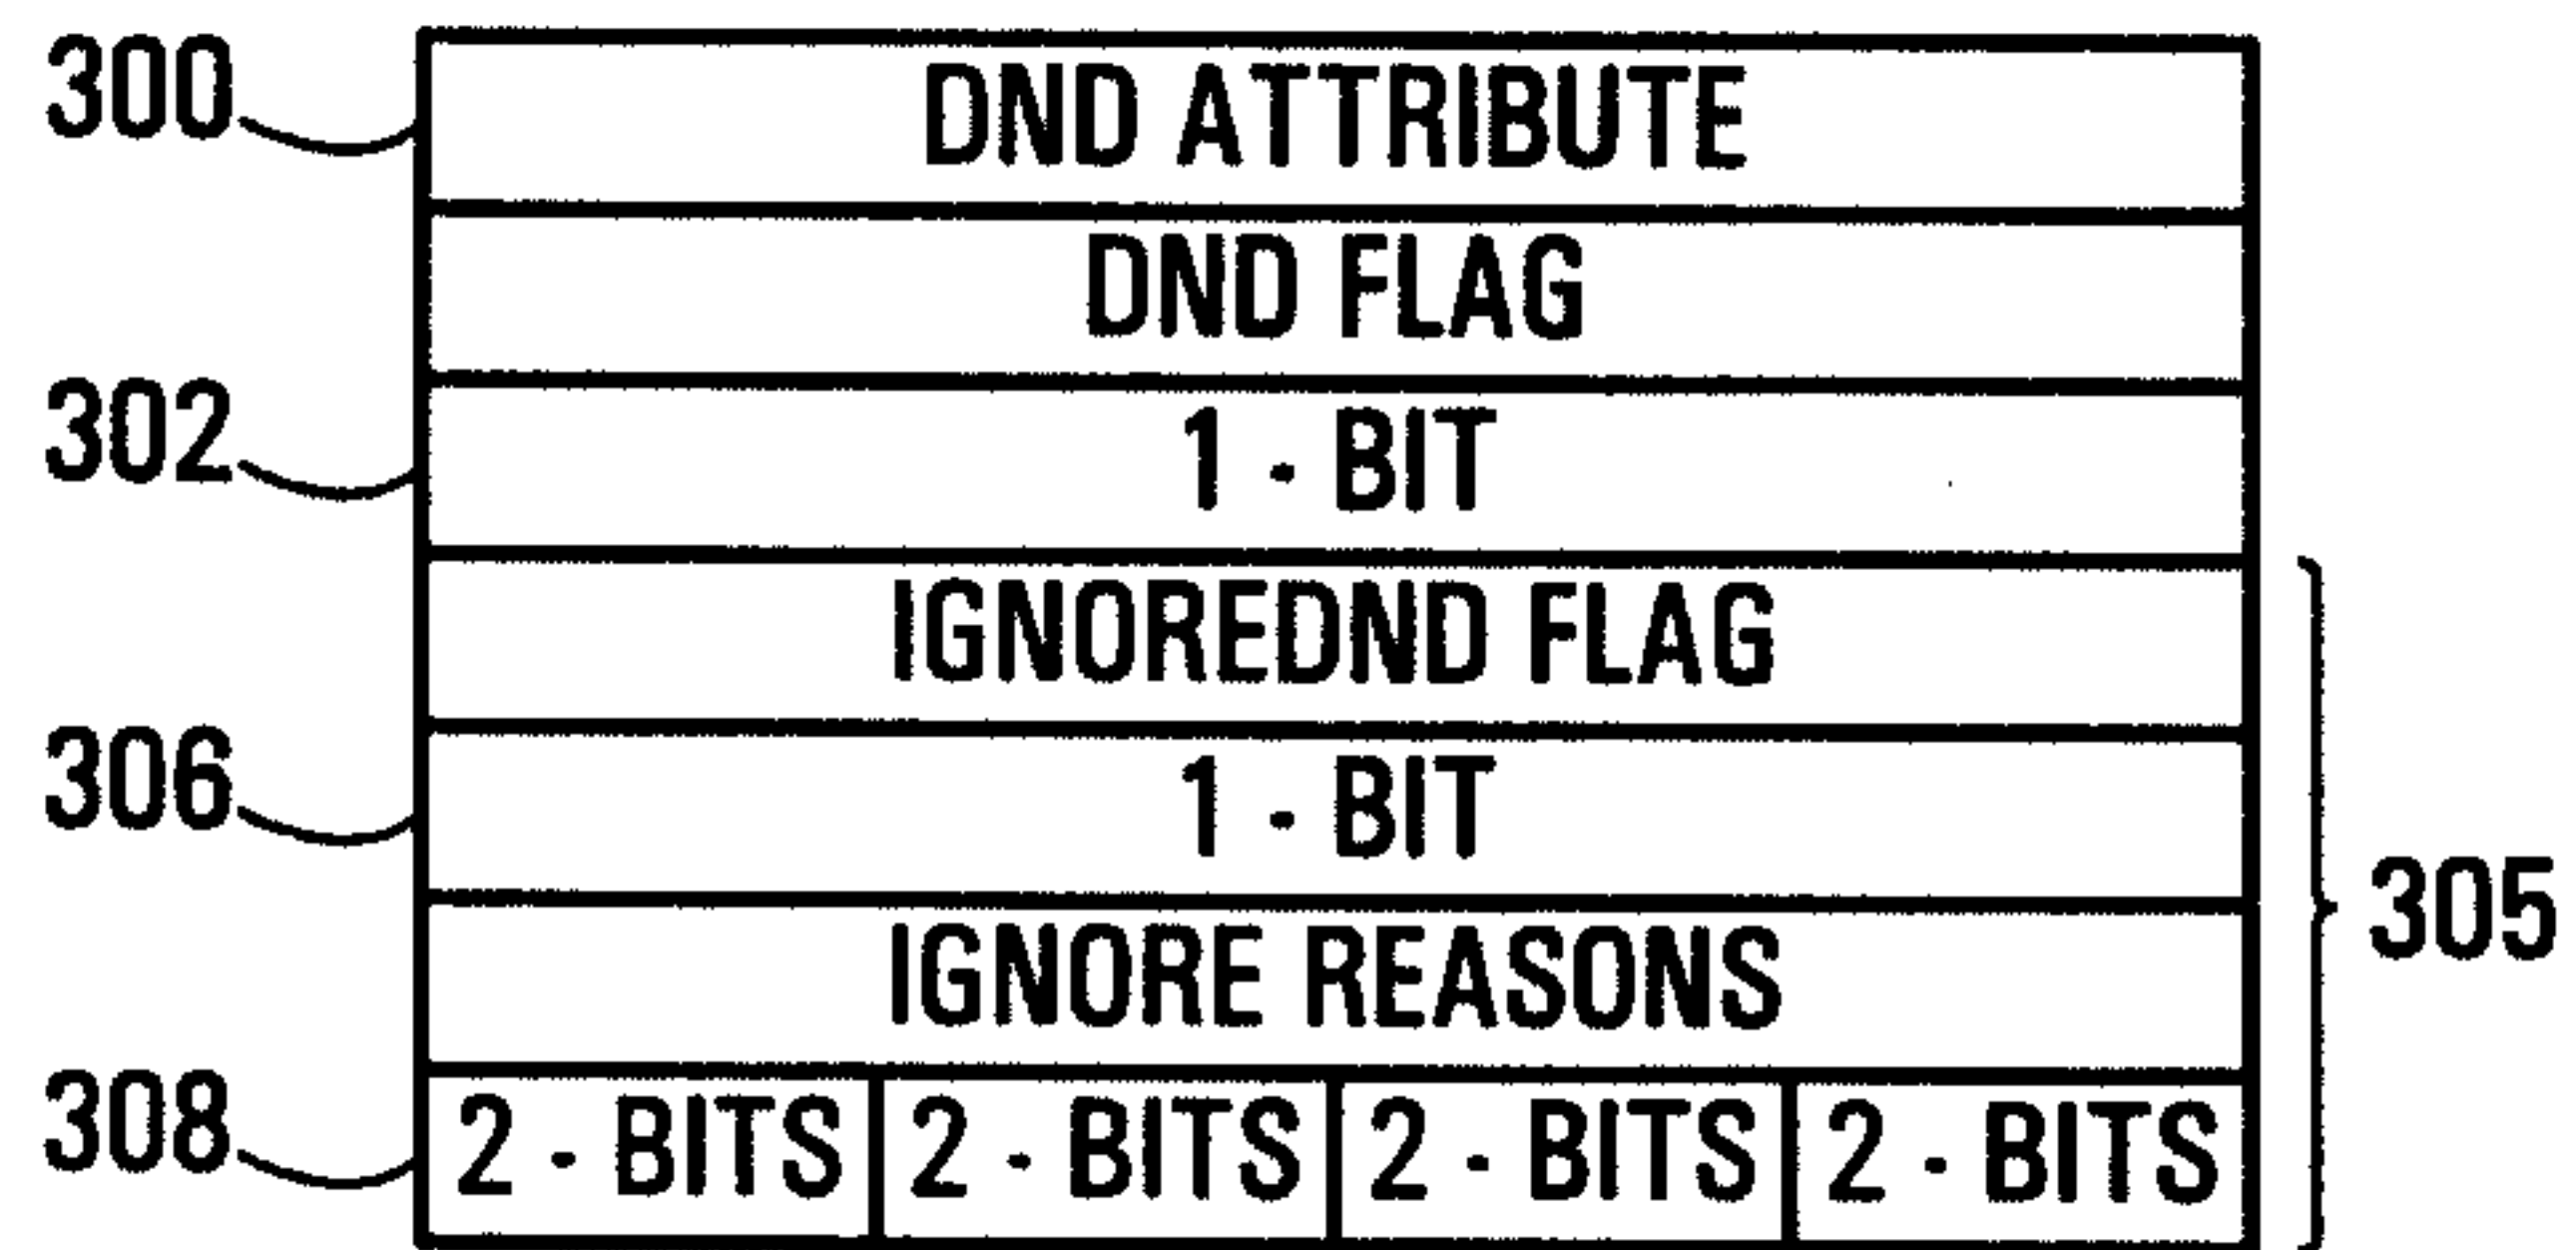 300 DND ATTRIBUTE
DND FLAG
302 1 - BIT
IGNOREDND FLAG
306 1 - BIT
305
IGNORE REASONS
308 2 - BITS 2 - BITS 2 - BITS 2 - BITS